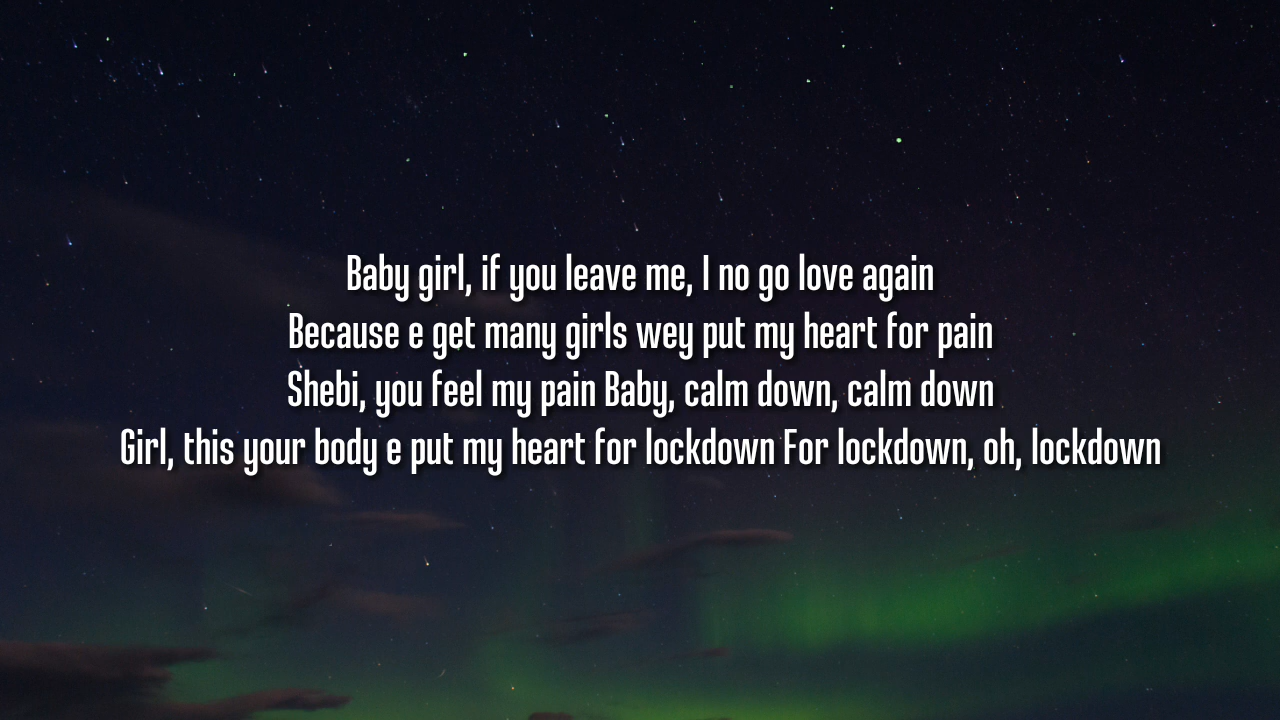 Baby girl, if you leave me, I no go love again
Because e get many girls wey put my heart for pain
Shebi, you feel my pain Baby, calm down, calm down
Girl, this your body e put my heart for lockdown For lockdown, oh, lockdown